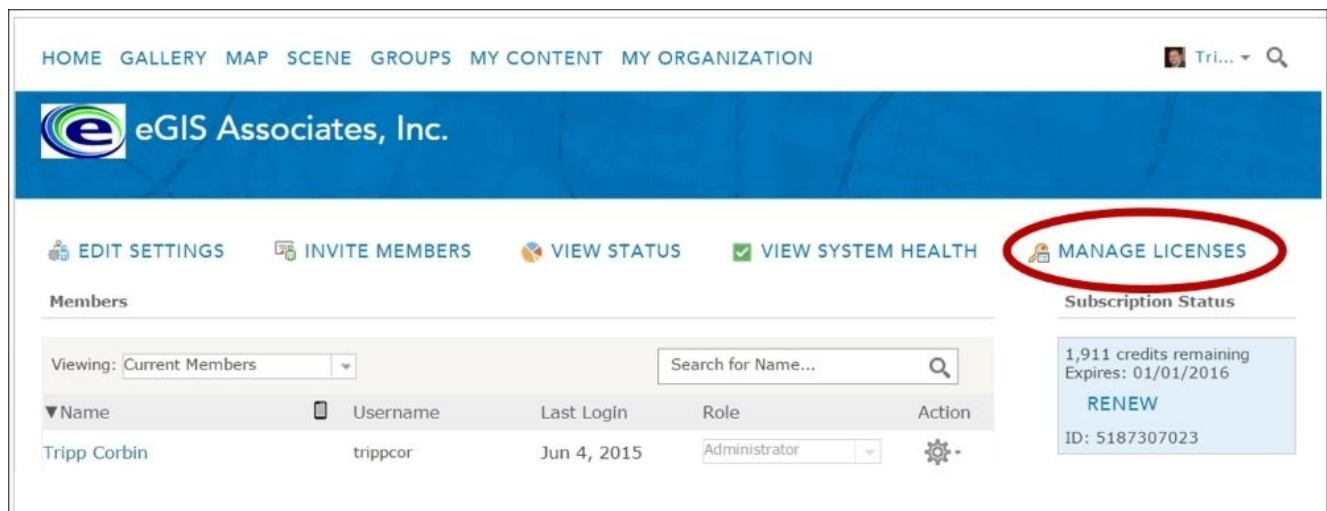 HOME GALLERY MAP SCENE GROUPS MY CONTENT MY ORGANIZATION Tri...
e eGIS Associates, Inc.
EDIT SETTINGS INVITE MEMBERS VIEW STATUS VIEW SYSTEM HEALTH MANAGE LICENSES
Members Subscription Status
Viewing: Current Members Search for Name... 1,911 credits remaining
Expires: 01/01/2016
▼Name Username Last Login Role Action RENEW
Tripp Corbin trippcor Jun 4, 2015 Administrator ID: 5187307023